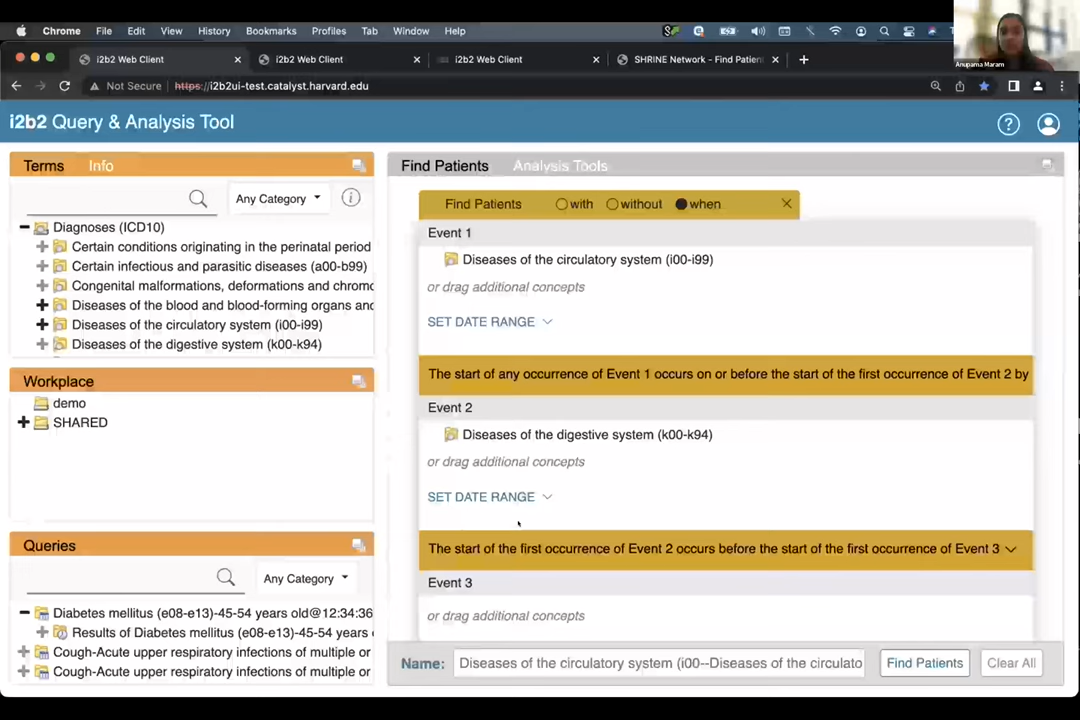 Chrome File Edit View History Bookmarks Profiles Tab Window Help
Anupama Maram
i2b2 Web Client i2b2 Web Client i2b2 Web Client SHRINE Network - Find Patien
Not Secure https://i2b2ui-test.catalyst.harvard.edu
i2b2 Query & Analysis Tool
Terms Info
Any Category
Diagnoses (ICD10)
Certain conditions originating in the perinatal period
Certain infectious and parasitic diseases (a00-b99)
Congenital malformations, deformations and chromo
Diseases of the blood and blood-forming organs and
Diseases of the circulatory system (i00-i99)
Diseases of the digestive system (k00-k94)
Workplace
demo
SHARED
Queries
Any Category
Diabetes mellitus (e08-e13)-45-54 years old@12:34:36
Results of Diabetes mellitus (e08-e13)-45-54 years
Cough-Acute upper respiratory infections of multiple or
Cough-Acute upper respiratory infections of multiple or
Find Patients Analysis Tools
Find Patients with without when
Event 1
Diseases of the circulatory system (i00-i99)
or drag additional concepts
SET DATE RANGE
The start of any occurrence of Event 1 occurs on or before the start of the first occurrence of Event 2 by
Event 2
Diseases of the digestive system (k00-k94)
or drag additional concepts
SET DATE RANGE
The start of the first occurrence of Event 2 occurs before the start of the first occurrence of Event 3
Event 3
or drag additional concepts
Name: Diseases of the circulatory system (i00--Diseases of the circulato Find Patients Clear All